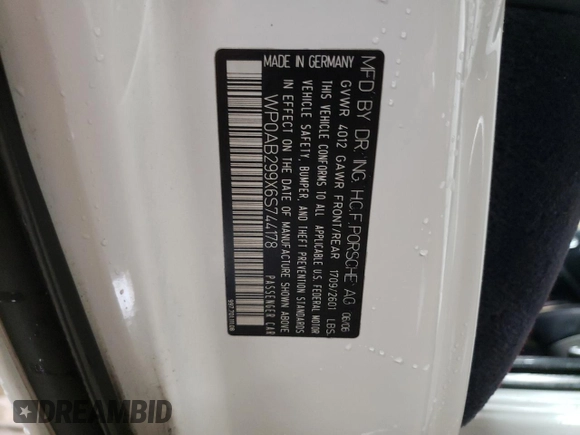 MFD BY DR. ING. H.C.F. PORSCHE AG 06/06
GVWR 4012 GAWR FRONT/REAR 1709/2601 LBS.
THIS VEHICLE CONFORMS TO ALL APPLICABLE U.S. FEDERAL MOTOR
VEHICLE SAFETY, BUMPER, AND THEFT PREVENTION STANDARDS
IN EFFECT ON THE DATE OF MANUFACTURE SHOWN ABOVE
WP0AB299X6S744178 PASSENGER CAR
MADE IN GERMANY
DREAMBID